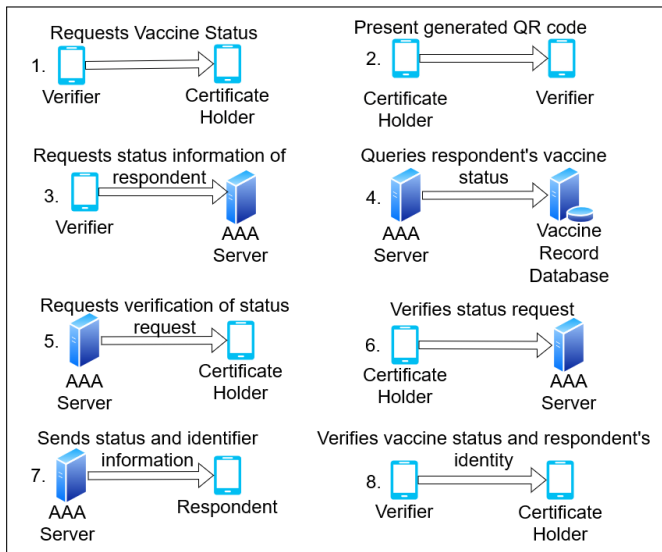 Requests Vaccine Status
1.
Verifier
Certificate
Holder
Present generated QR code
2.
Certificate
Holder
Verifier
Requests status information of
respondent
3.
Verifier
AAA
Server
Queries respondent's vaccine
status
4.
AAA
Server
Vaccine
Record
Database
Requests verification of status
request
5.
AAA
Server
Certificate
Holder
Verifies status request
6.
Certificate
Holder
AAA
Server
Sends status and identifier
information
7.
AAA
Server
Respondent
Verifies vaccine status and respondent's
identity
8.
Verifier
Certificate
Holder